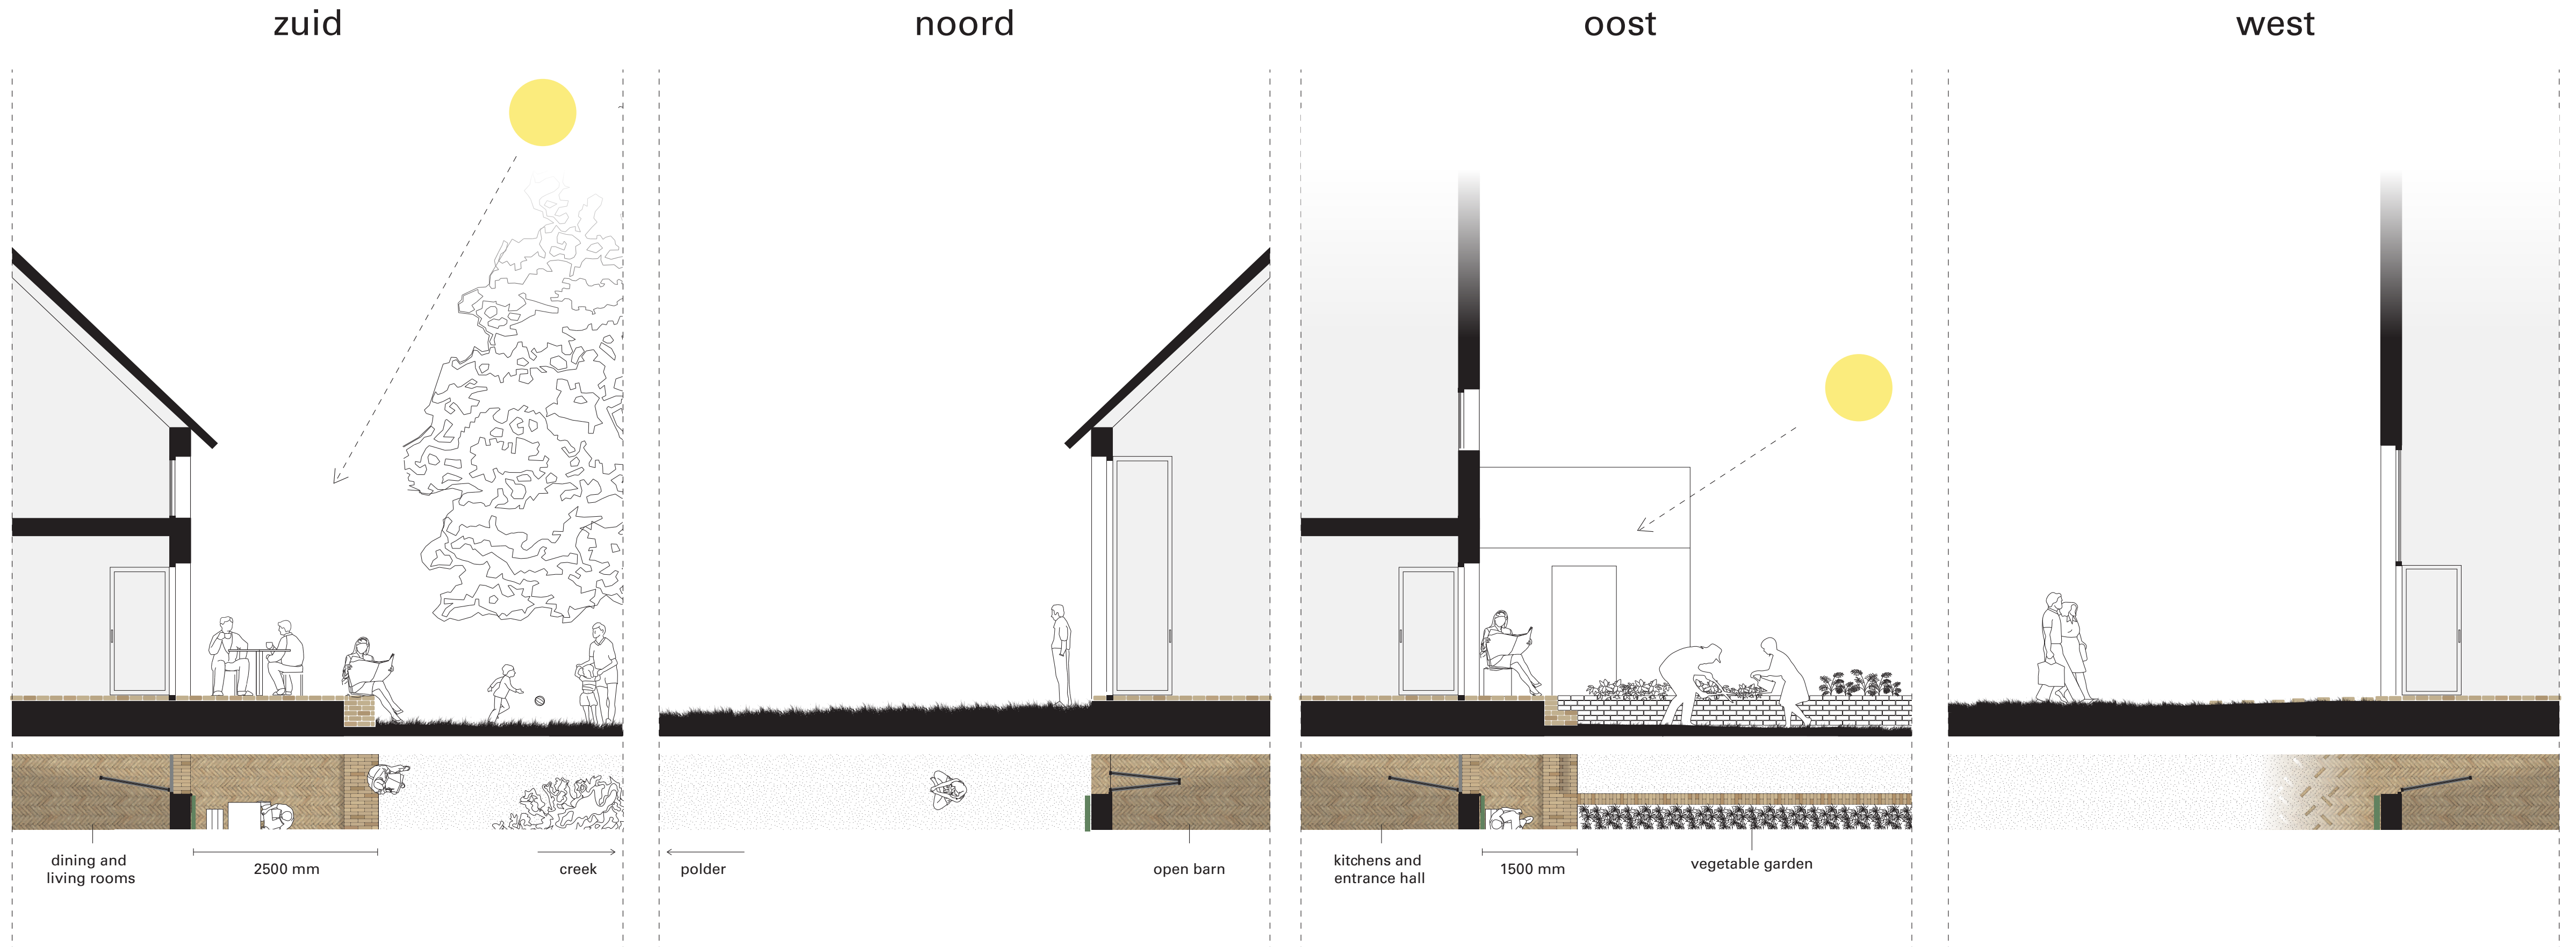 zuid
noord
oost
west
dining and
living rooms
2500 mm
creek
polder
open barn
kitchens and
entrance hall
1500 mm
vegetable garden